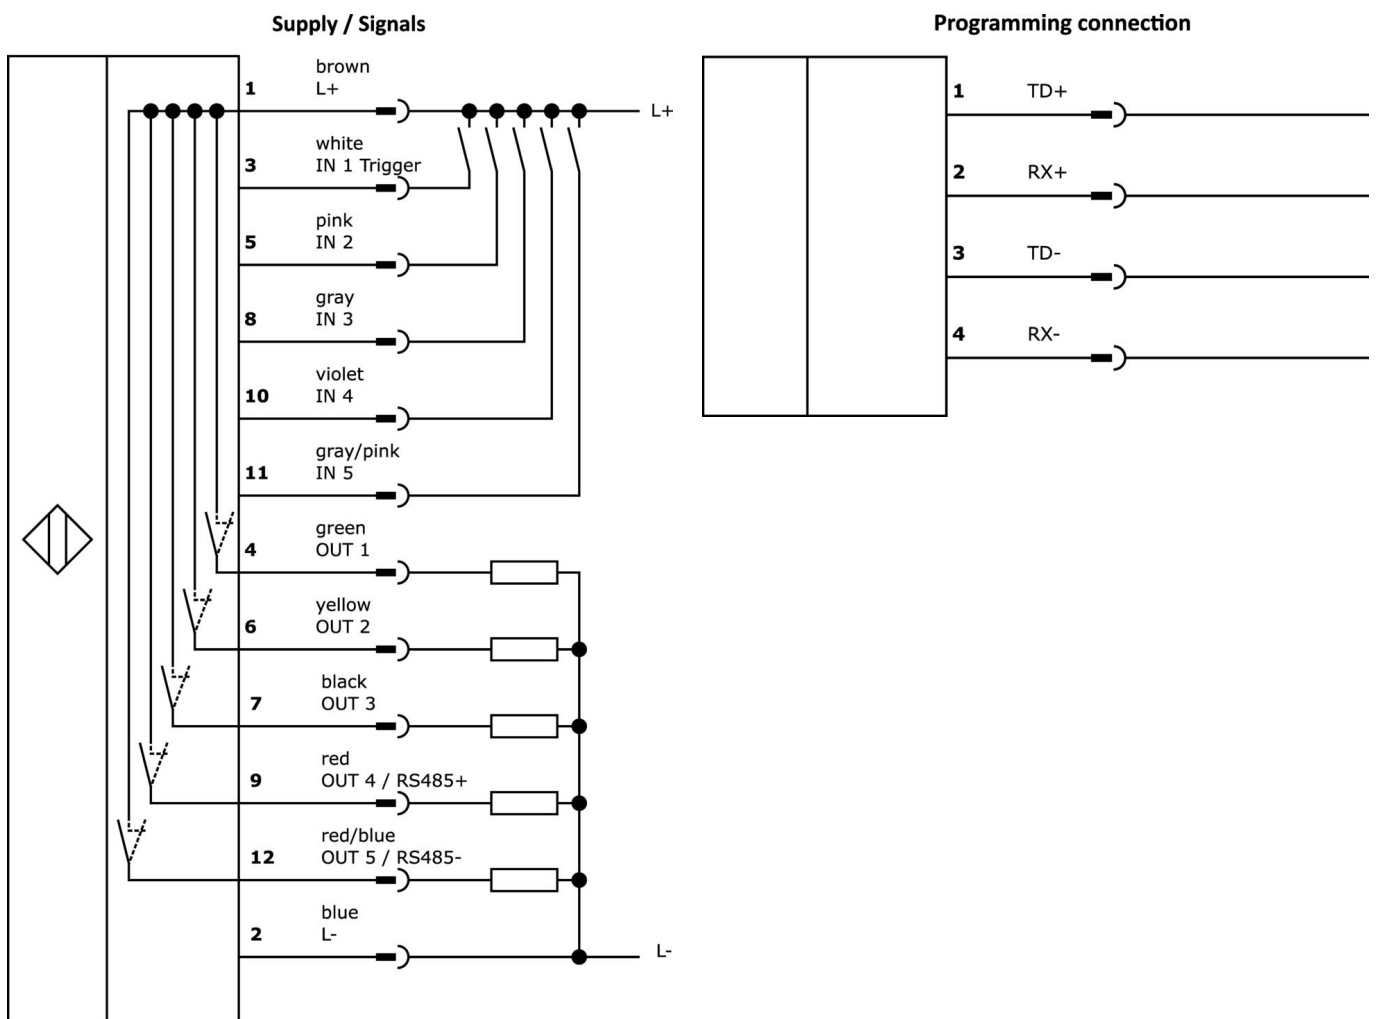 Supply / Signals
1
brown
L+
L+
3
white
IN 1 Trigger
5
pink
IN 2
8
gray
IN 3
10
violet
IN 4
11
gray/pink
IN 5
4
green
OUT 1
6
yellow
OUT 2
7
black
OUT 3
9
red
OUT 4 / RS485+
12
red/blue
OUT 5 / RS485-
2
blue
L-
L-
Programming connection
1 TD+
2 RX+
3 TD-
4 RX-